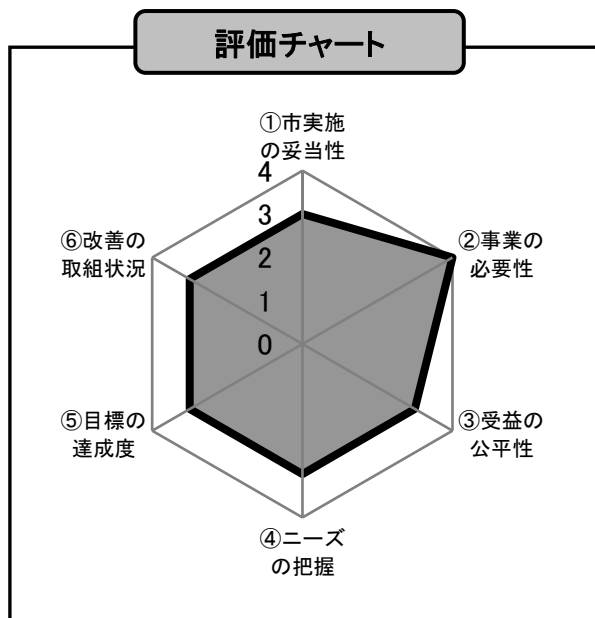 評価チャート
①市実施
の妥当性
4
3
2
1
0
②事業の
必要性
③受益の
公平性
④ニーズ
の把握
⑤目標の
達成度
⑥改善の
取組状況